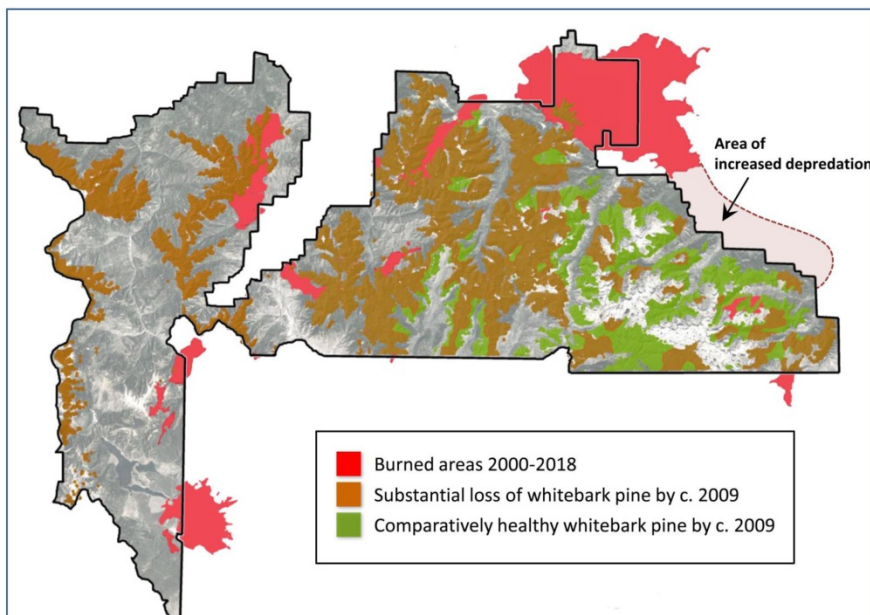 Area of
increased depredation
Burned areas 2000-2018
Substantial loss of whitebark pine by c. 2009
Comparatively healthy whitebark pine by c. 2009